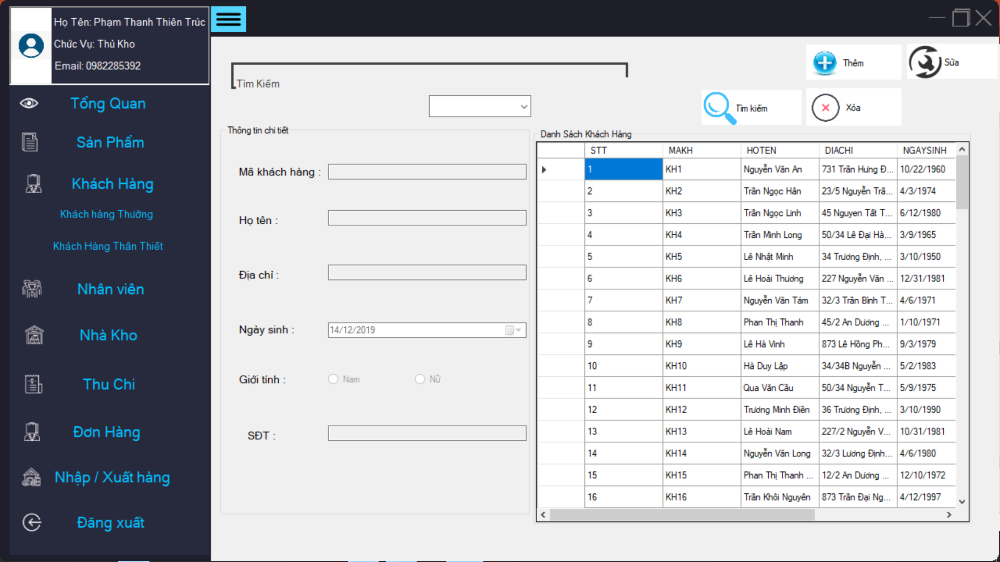 Họ Tên: Phạm Thanh Thiên Trúc
Chức Vụ: Thủ Kho
Email: 0982285392
Tổng Quan
Sản Phẩm
Khách Hàng
Khách hàng Thường
Khách Hàng Thân Thiết
Nhân viên
Nhà Kho
Thu Chi
Đơn Hàng
Nhập / Xuất hàng
Đăng xuất
Tìm Kiếm
Thêm
Sửa
Tìm kiếm
Xóa
Thông tin chi tiết
Mã khách hàng :
Họ tên :
Địa chỉ :
Ngày sinh : 14/12/2019
Giới tính : Nam Nữ
SĐT :
Danh Sách Khách Hàng
STT MAKH HOTEN DIACHI NGAYSINH
1 KH1 Nguyễn Văn An 731 Trần Hưng Đ... 10/22/1960
2 KH2 Trần Ngọc Hân 23/5 Nguyễn Trã... 4/3/1974
3 KH3 Trần Ngọc Linh 45 Nguyen Tất T... 6/12/1980
4 KH4 Trần Minh Long 50/34 Lê Đại Hà... 3/9/1965
5 KH5 Lê Nhật Minh 34 Trương Định, ... 3/10/1950
6 KH6 Lê Hoài Thương 227 Nguyễn Văn ... 12/31/1981
7 KH7 Nguyễn Văn Tám 32/3 Trần Bình T... 4/6/1971
8 KH8 Phan Thị Thanh 45/2 An Dương ... 1/10/1971
9 KH9 Lê Hà Vinh 873 Lê Hồng Ph... 9/3/1979
10 KH10 Hà Duy Lập 34/34B Nguyễn ... 5/2/1983
11 KH11 Qua Văn Cầu 50/34 Nguyễn T... 5/9/1975
12 KH12 Trương Minh Điền 36 Trương Định, ... 3/10/1990
13 KH13 Lê Hoài Nam 227/2 Nguyễn V... 10/31/1981
14 KH14 Nguyễn Văn Long 32/3 Lương Định... 4/6/1980
15 KH15 Phan Thị Thanh ... 12/2 An Dương ... 12/10/1972
16 KH16 Trần Khôi Nguyên 873 Trần Đại Ng... 4/12/1997